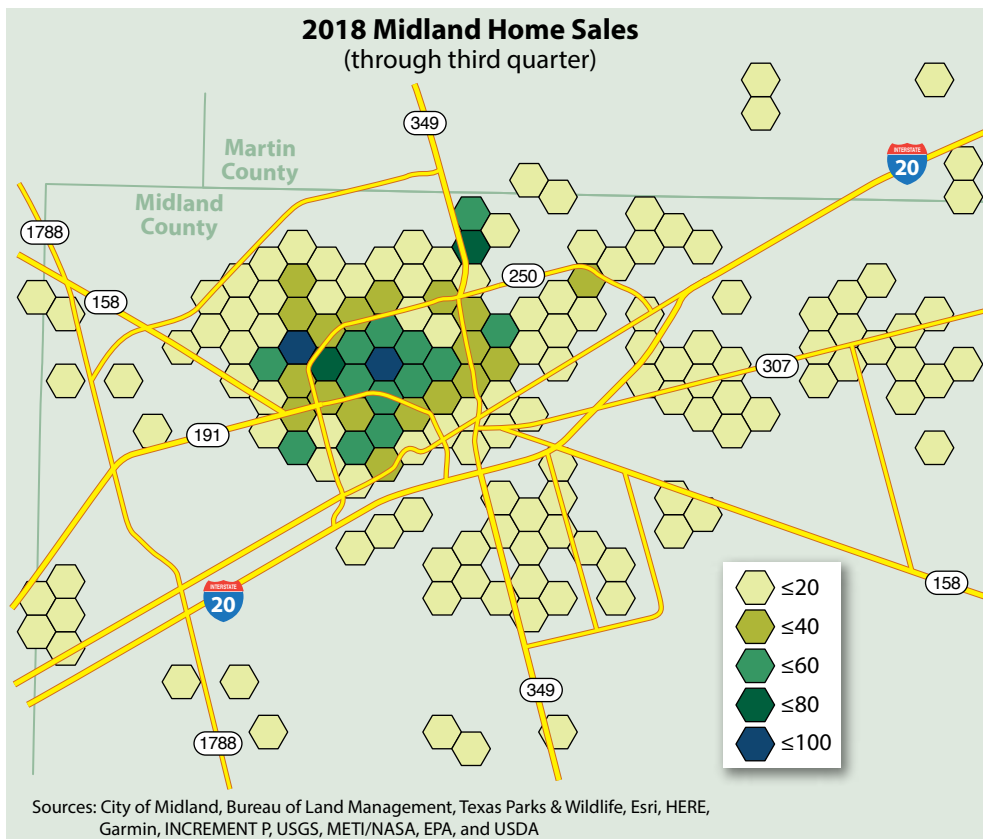 2018 Midland Home Sales
(through third quarter)
349
INTERSTATE
20
Martin
County
Midland
County
1788
250
158
307
191
INTERSTATE
20
158
349
1788
≤20
≤40
≤60
≤80
≤100
Sources: City of Midland, Bureau of Land Management, Texas Parks & Wildlife, Esri, HERE,
Garmin, INCREMENT P, USGS, METI/NASA, EPA, and USDA